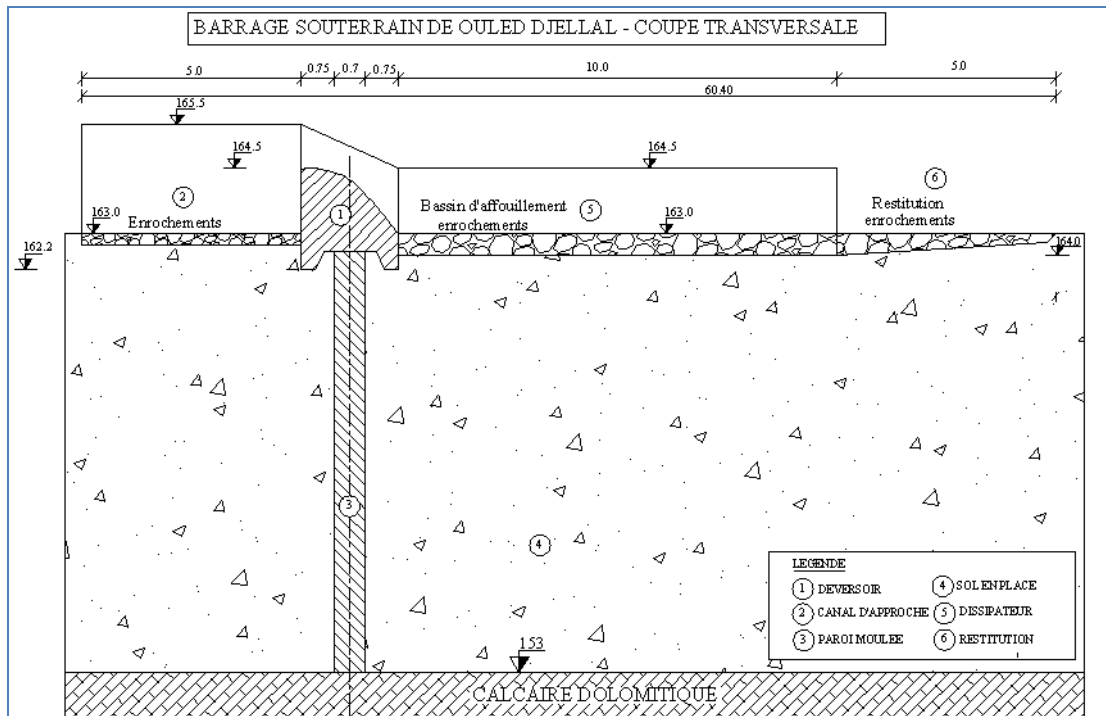 BARRAGE SOUTERRAIN DE OULED DJELLAL - COUPE TRANSVERSALE
5.0 0.75 0.7 0.75 10.0 5.0
60.40
165.5
164.5 164.5
6
2 Restitution
Enrochements enrochements
163.0 1 Bassin d'affouillement 5 163.0
enrochements
162.2 164.0
3
4
LEGENDE
1 DEVERSOIR 4 SOL EN PLACE
2 CANAL D'APPROCHE 5 DISSIPATEUR
3 PAROI MOULEE 6 RESTITUTION
153
CALCAIRE DOLOMITIQUE